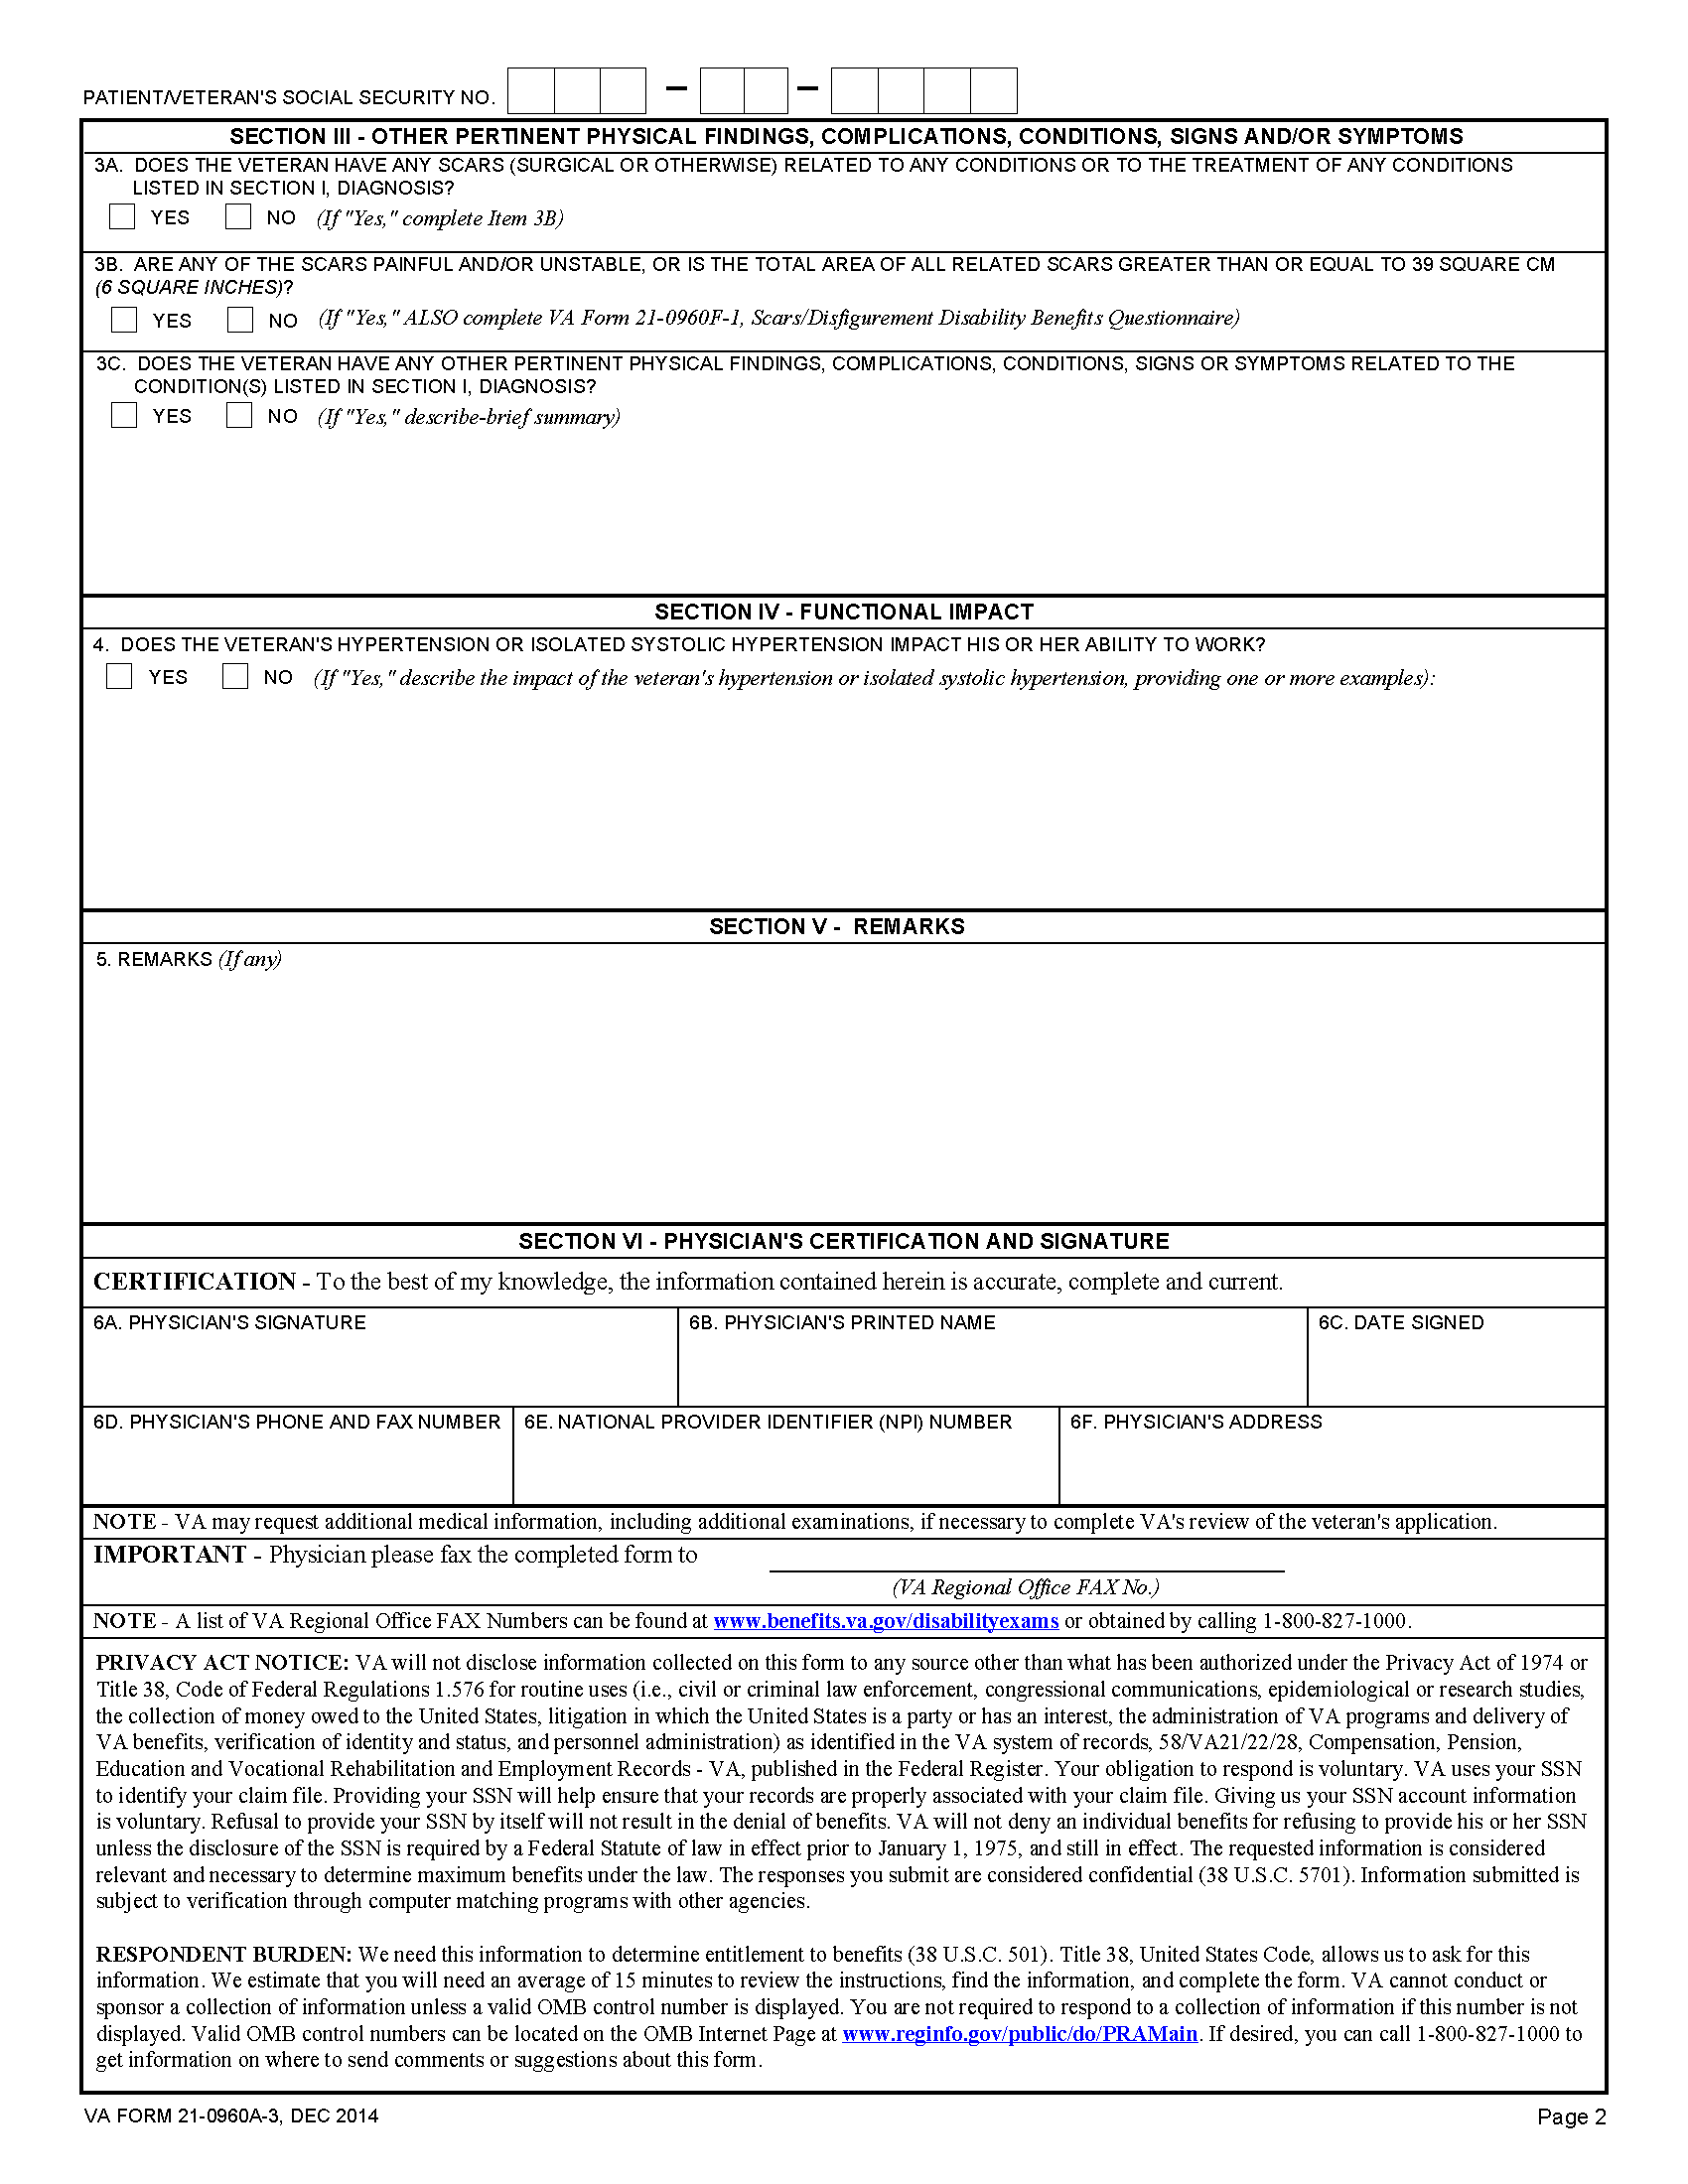 PATIENT/VETERAN'S SOCIAL SECURITY NO. – –
SECTION III - OTHER PERTINENT PHYSICAL FINDINGS, COMPLICATIONS, CONDITIONS, SIGNS AND/OR SYMPTOMS
3A. DOES THE VETERAN HAVE ANY SCARS (SURGICAL OR OTHERWISE) RELATED TO ANY CONDITIONS OR TO THE TREATMENT OF ANY CONDITIONS
LISTED IN SECTION I, DIAGNOSIS?
YES NO (If "Yes," complete Item 3B)
3B. ARE ANY OF THE SCARS PAINFUL AND/OR UNSTABLE, OR IS THE TOTAL AREA OF ALL RELATED SCARS GREATER THAN OR EQUAL TO 39 SQUARE CM
(6 SQUARE INCHES)?
YES NO (If "Yes," ALSO complete VA Form 21-0960F-1, Scars/Disfigurement Disability Benefits Questionnaire)
3C. DOES THE VETERAN HAVE ANY OTHER PERTINENT PHYSICAL FINDINGS, COMPLICATIONS, CONDITIONS, SIGNS OR SYMPTOMS RELATED TO THE
CONDITION(S) LISTED IN SECTION I, DIAGNOSIS?
YES NO (If "Yes," describe-brief summary)
SECTION IV - FUNCTIONAL IMPACT
4. DOES THE VETERAN'S HYPERTENSION OR ISOLATED SYSTOLIC HYPERTENSION IMPACT HIS OR HER ABILITY TO WORK?
YES NO (If "Yes," describe the impact of the veteran's hypertension or isolated systolic hypertension, providing one or more examples):
SECTION V - REMARKS
5. REMARKS (If any)
SECTION VI - PHYSICIAN'S CERTIFICATION AND SIGNATURE
CERTIFICATION - To the best of my knowledge, the information contained herein is accurate, complete and current.
6A. PHYSICIAN'S SIGNATURE 6B. PHYSICIAN'S PRINTED NAME 6C. DATE SIGNED
6D. PHYSICIAN'S PHONE AND FAX NUMBER 6E. NATIONAL PROVIDER IDENTIFIER (NPI) NUMBER 6F. PHYSICIAN'S ADDRESS
NOTE - VA may request additional medical information, including additional examinations, if necessary to complete VA's review of the veteran's application.
IMPORTANT - Physician please fax the completed form to
(VA Regional Office FAX No.)
NOTE - A list of VA Regional Office FAX Numbers can be found at www.benefits.va.gov/disabilityexams or obtained by calling 1-800-827-1000.
PRIVACY ACT NOTICE: VA will not disclose information collected on this form to any source other than what has been authorized under the Privacy Act of 1974 or
Title 38, Code of Federal Regulations 1.576 for routine uses (i.e., civil or criminal law enforcement, congressional communications, epidemiological or research studies,
the collection of money owed to the United States, litigation in which the United States is a party or has an interest, the administration of VA programs and delivery of
VA benefits, verification of identity and status, and personnel administration) as identified in the VA system of records, 58/VA21/22/28, Compensation, Pension,
Education and Vocational Rehabilitation and Employment Records - VA, published in the Federal Register. Your obligation to respond is voluntary. VA uses your SSN
to identify your claim file. Providing your SSN will help ensure that your records are properly associated with your claim file. Giving us your SSN account information
is voluntary. Refusal to provide your SSN by itself will not result in the denial of benefits. VA will not deny an individual benefits for refusing to provide his or her SSN
unless the disclosure of the SSN is required by a Federal Statute of law in effect prior to January 1, 1975, and still in effect. The requested information is considered
relevant and necessary to determine maximum benefits under the law. The responses you submit are considered confidential (38 U.S.C. 5701). Information submitted is
subject to verification through computer matching programs with other agencies.
RESPONDENT BURDEN: We need this information to determine entitlement to benefits (38 U.S.C. 501). Title 38, United States Code, allows us to ask for this
information. We estimate that you will need an average of 15 minutes to review the instructions, find the information, and complete the form. VA cannot conduct or
sponsor a collection of information unless a valid OMB control number is displayed. You are not required to respond to a collection of information if this number is not
displayed. Valid OMB control numbers can be located on the OMB Internet Page at www.reginfo.gov/public/do/PRAMain. If desired, you can call 1-800-827-1000 to
get information on where to send comments or suggestions about this form.
VA FORM 21-0960A-3, DEC 2014 Page 2